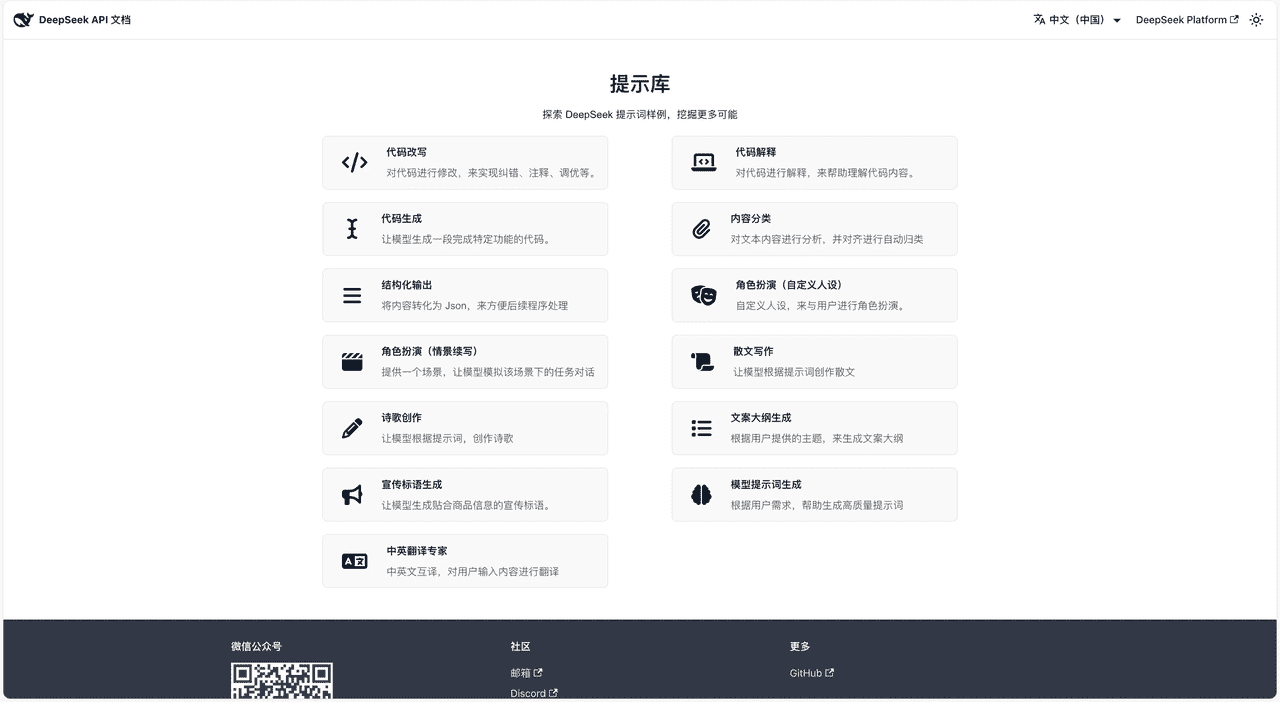 DeepSeek API 文档
中文（中国）
DeepSeek Platform
提示库
探索 DeepSeek 提示词样例，挖掘更多可能
代码改写
对代码进行修改，来实现纠错、注释、调优等。
代码解释
对代码进行解释，来帮助理解代码内容。
代码生成
让模型生成一段完成特定功能的代码。
内容分类
对文本内容进行分析，并对齐进行自动归类
结构化输出
将内容转化为 Json，来方便后续程序处理
角色扮演（自定义人设）
自定义人设，来与用户进行角色扮演。
角色扮演（情景续写）
提供一个场景，让模型模拟该场景下的任务对话
散文写作
让模型根据提示词创作散文
诗歌创作
让模型根据提示词，创作诗歌
文案大纲生成
根据用户提供的主题，来生成文案大纲
宣传标语生成
让模型生成贴合商品信息的宣传标语。
模型提示词生成
根据用户需求，帮助生成高质量提示词
中英翻译专家
中英文互译，对用户输入内容进行翻译
微信公众号
社区
邮箱
Discord
更多
GitHub